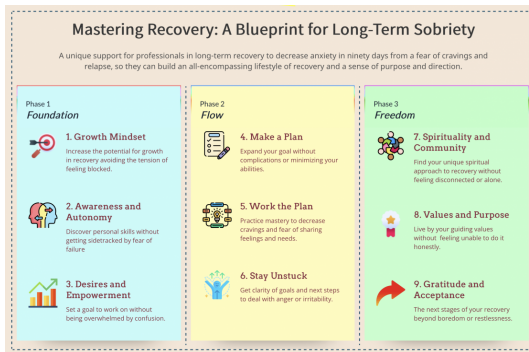 Mastering Recovery: A Blueprint for Long-Term Sobriety
A unique support for professionals in long-term recovery to decrease anxiety in ninety days from a fear of cravings and
relapse, so they can build an all-encompassing lifestyle of recovery and a sense of purpose and direction.
Phase 1
Foundation
1. Growth Mindset
Increase the potential for growth
in recovery avoiding the tension of
feeling blocked.
2. Awareness and
Autonomy
Discover personal skills without
getting sidetracked by fear of
failure
3. Desires and
Empowerment
Set a goal to work on without
being overwhelmed by confusion.
Phase 2
Flow
4. Make a Plan
Expand your goal without
complications or minimizing your
abilities.
5. Work the Plan
Practice mastery to decrease
cravings and fear of sharing
feelings and needs.
6. Stay Unstuck
Get clarity of goals and next steps
to deal with anger or irritability.
Phase 3
Freedom
7. Spirituality and
Community
Find your unique spiritual
approach to recovery without
feeling disconnected or alone.
8. Values and Purpose
Live by your guiding values
without feeling unable to do it
honestly.
9. Gratitude and
Acceptance
The next stages of your recovery
beyond boredom or restlessness.